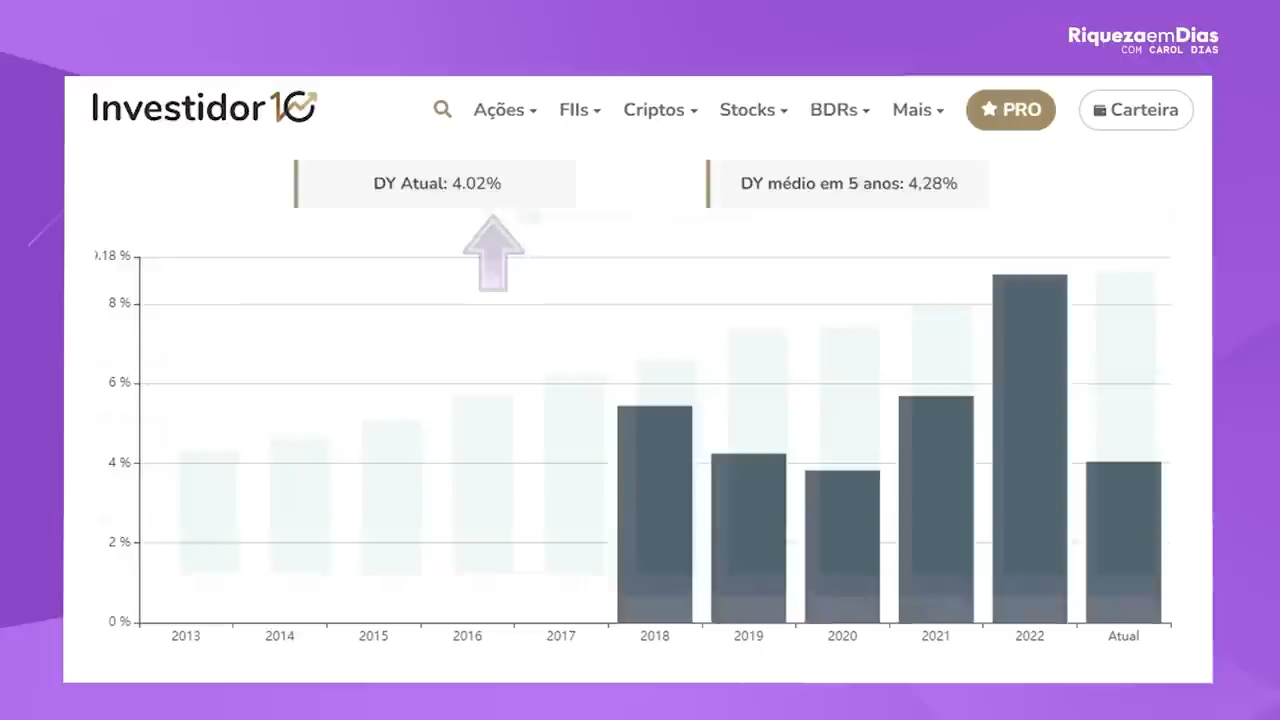 RiquezaemDias
COM CAROL DIAS
Investidor10
Ações
FIIs
Criptos
Stocks
BDRs
Mais
PRO
Carteira
DY Atual: 4.02%
DY médio em 5 anos: 4,28%
.18 %
8 %
6 %
4 %
2 %
0 %
2013 2014 2015 2016 2017 2018 2019 2020 2021 2022 Atual